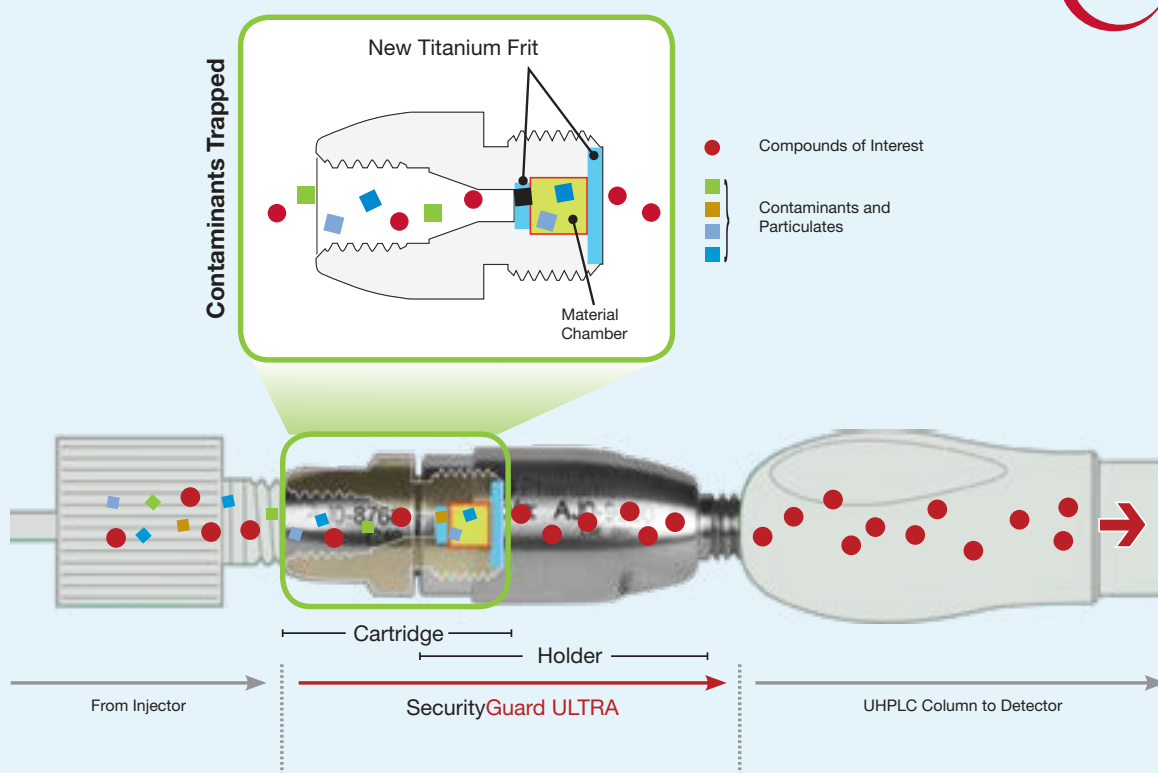 Contaminants Trapped
New Titanium Frit
Material
Chamber
Compounds of Interest
Contaminants and
Particulates
Cartridge
Holder
From Injector
SecurityGuard ULTRA
UHPLC Column to Detector